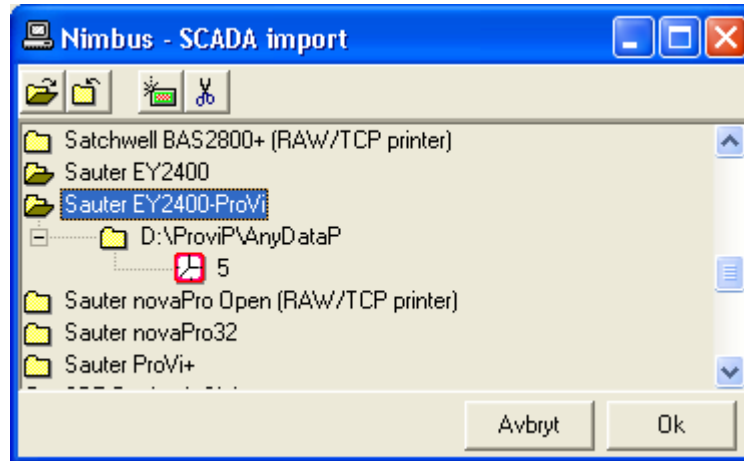 Nimbus - SCADA import
Satchwell BAS2800+ (RAW/TCP printer)
Sauter EY2400
Sauter EY2400-ProVi
D:\ProviP\AnyDataP
5
Sauter novaPro Open (RAW/TCP printer)
Sauter novaPro32
Sauter ProVi+
Avbryt
Ok